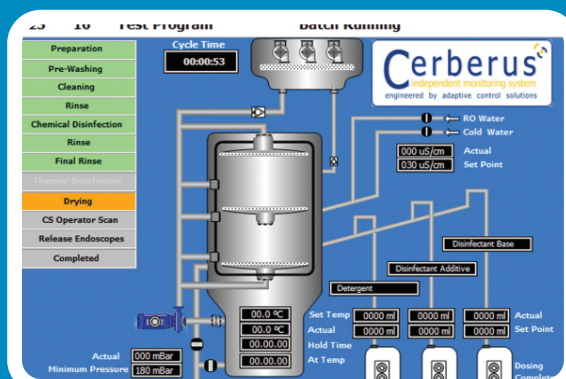 25 10 Test Program Batch Running
Preparation
Pre-Washing
Cleaning
Rinse
Chemical Disinfection
Rinse
Final Rinse
Thermal Disinfection
Drying
CS Operator Scan
Release Endoscopes
Completed
Cycle Time
00:00:53
Cerberus
independent monitoring system
engineered by adaptive control solutions
RO Water
Cold Water
000 uS/cm Actual
030 uS/cm Set Point
Disinfectant Base
Disinfectant Additive
Detergent
00.0 ºC Set Temp
00.0 ºC Actual
00.00.00 Hold Time
00.00.00 At Temp
0000 ml 0000 ml 0000 ml Actual
0000 ml 0000 ml 0000 ml Set Point
Actual 000 mBar
Minimum Pressure 180 mBar
Dosing
Complete